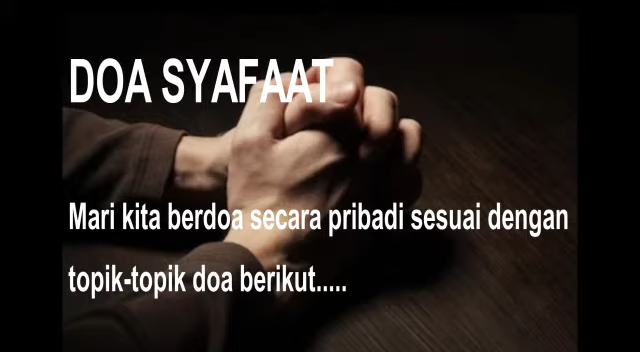 DOA SYAFAAT
Mari kita berdoa secara pribadi sesuai dengan
topik-topik doa berikut.....